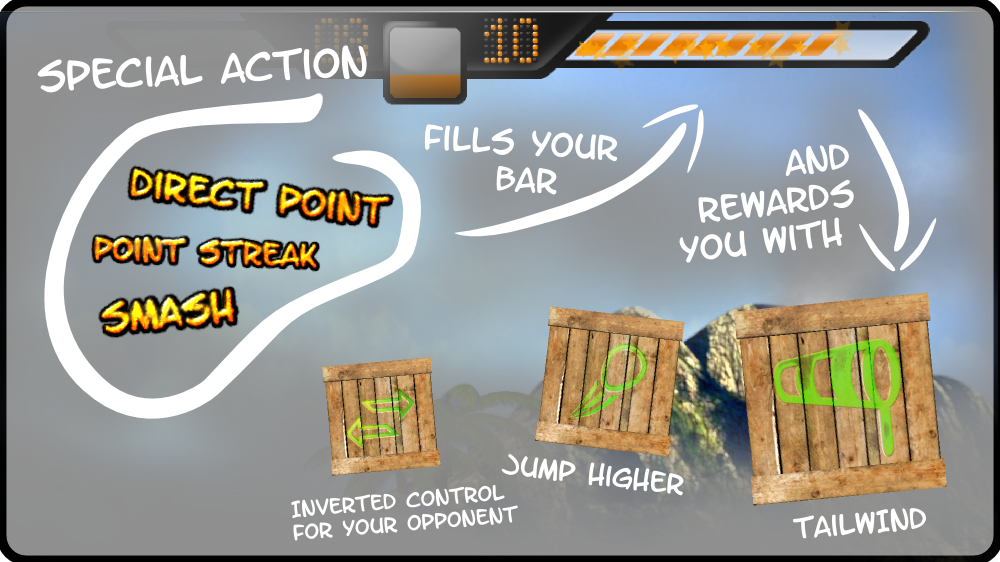 10
SPECIAL ACTION
FILLS YOUR
BAR
AND
REWARDS
YOU WITH
DIRECT POINT
POINT STREAK
SMASH
JUMP HIGHER
INVERTED CONTROL
FOR YOUR OPPONENT
TAILWIND